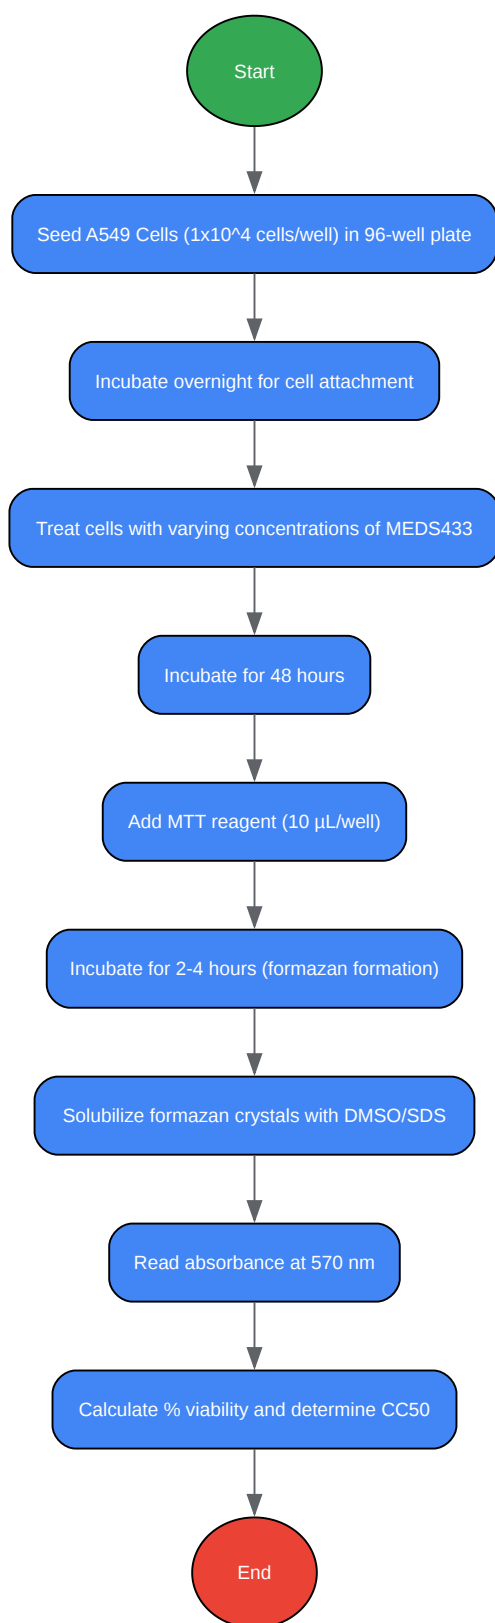 Start
Seed A549 Cells (1x10^4 cells/well) in 96-well plate
Incubate overnight for cell attachment
Treat cells with varying concentrations of MEDS433
Incubate for 48 hours
Add MTT reagent (10 µL/well)
Incubate for 2-4 hours (formazan formation)
Solubilize formazan crystals with DMSO/SDS
Read absorbance at 570 nm
Calculate % viability and determine CC50
End